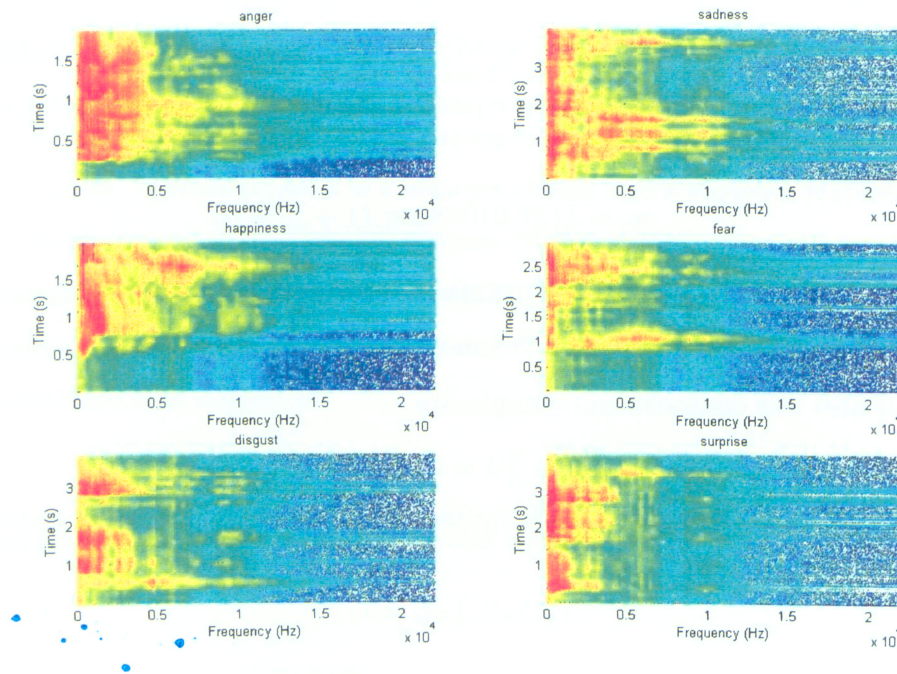 anger
Time (s)
1.5
1
0.5
0 0.5 1 1.5 2
Frequency (Hz)
x 10⁴
sadness
Time (s)
3
2
1
0 0.5 1 1.5 2
Frequency (Hz)
x 10
happiness
Time (s)
1.5
1
0.5
0 0.5 1 1.5 2
Frequency (Hz)
x 10⁴
fear
Time(s)
2.5
2
1.5
1
0.5
0 0.5 1 1.5 2
Frequency (Hz)
x 10
disgust
Time (s)
3
2
1
0 0.5 1 1.5 2
Frequency (Hz)
x 10⁴
surprise
Time (s)
3
2
1
0 0.5 1 1.5 2
Frequency (Hz)
x 10